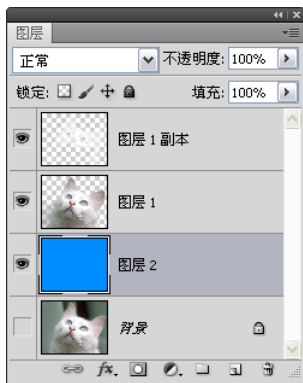 图层
正常 不透明度: 100%
锁定: 填充: 100%
图层 1 副本
图层 1
图层 2
背景
fx.